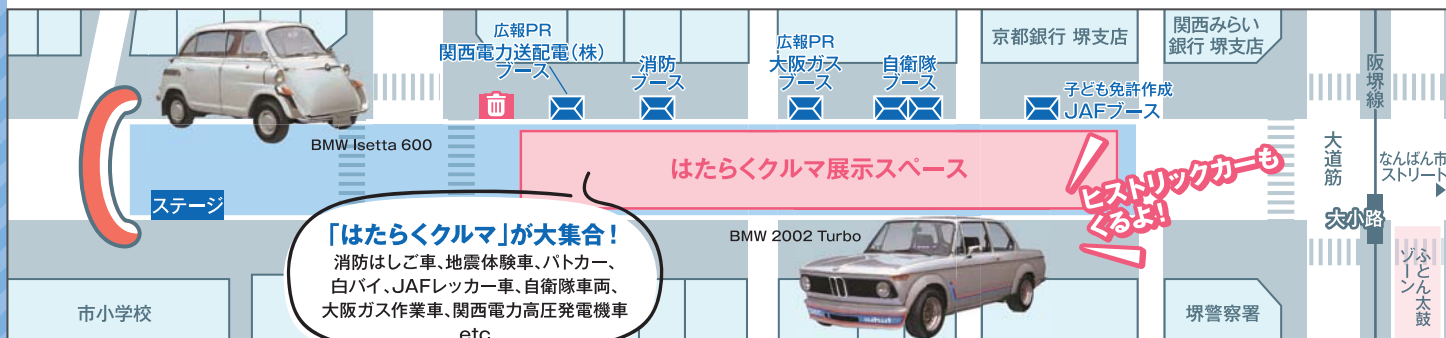 広報PR
関西電力送配電(株)
ブース
消防
ブース
広報PR
大阪ガス
ブース
自衛隊
ブース
京都銀行 堺支店
関西みらい
銀行 堺支店
子ども免許作成
JAFブース
阪堺線
BMW Isetta 600
はたらくクルマ展示スペース
ヒストリックカーも
くるよ!
大道筋
なんばん市
ストリート
ステージ
大小路
「はたらくクルマ」が大集合!
消防はしご車、地震体験車、パトカー、
白バイ、JAFレッカー車、自衛隊車両、
大阪ガス作業車、関西電力高圧発電機車
etc
BMW 2002 Turbo
市小学校
堺警察署
ふとん太鼓
ゾーン